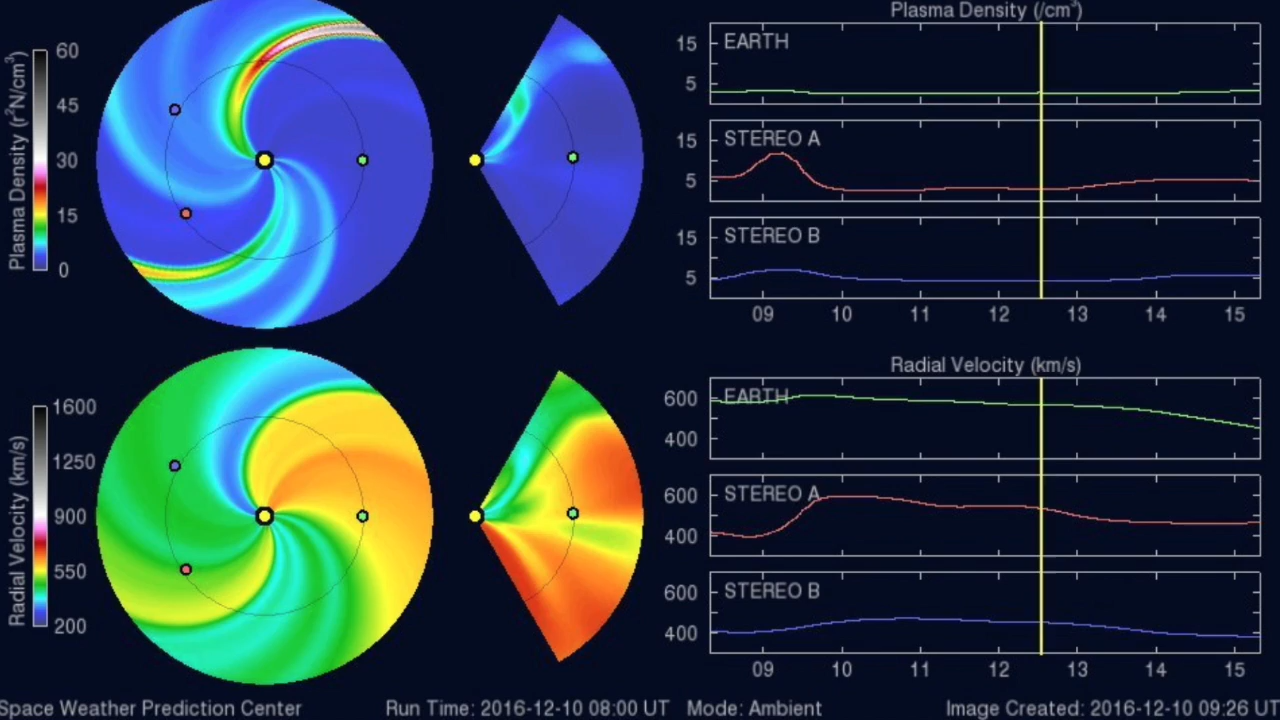 Plasma Density (/cm³)
Plasma Density (r²N/cm³)
60
45
30
15
0
15
EARTH
5
15
STEREO A
5
15
STEREO B
5
09 10 11 12 13 14 15
Radial Velocity (km/s)
Radial Velocity (km/s)
1600
1250
900
550
200
600
EARTH
400
600
STEREO A
400
600
STEREO B
400
09 10 11 12 13 14 15
Space Weather Prediction Center Run Time: 2016-12-10 08:00 UT Mode: Ambient Image Created: 2016-12-10 09:26 UT